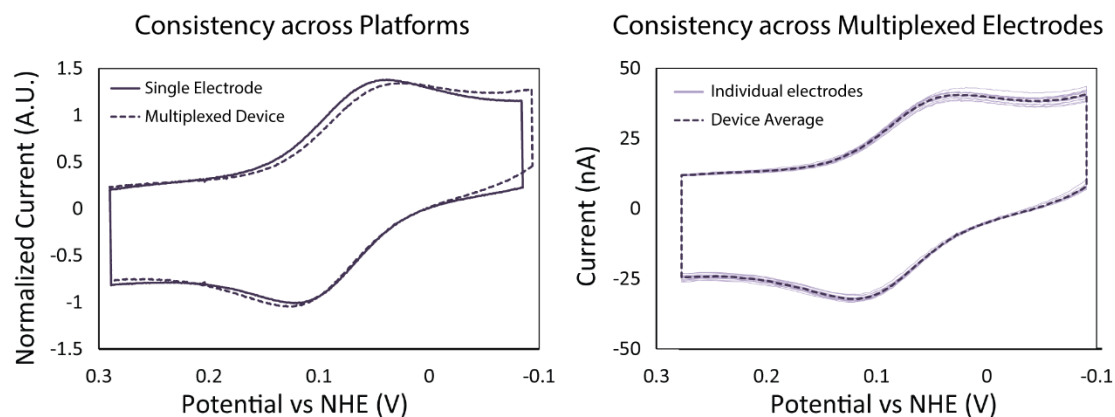 Consistency across Platforms
Normalized Current (A.U.)
1.5
1
0.5
0
-0.5
-1
-1.5
Single Electrode
Multiplexed Device
0.3 0.2 0.1 0 -0.1
Potential vs NHE (V)
Consistency across Multiplexed Electrodes
Current (nA)
50
25
0
-25
-50
Individual electrodes
Device Average
0.3 0.2 0.1 0 -0.1
Potential vs NHE (V)